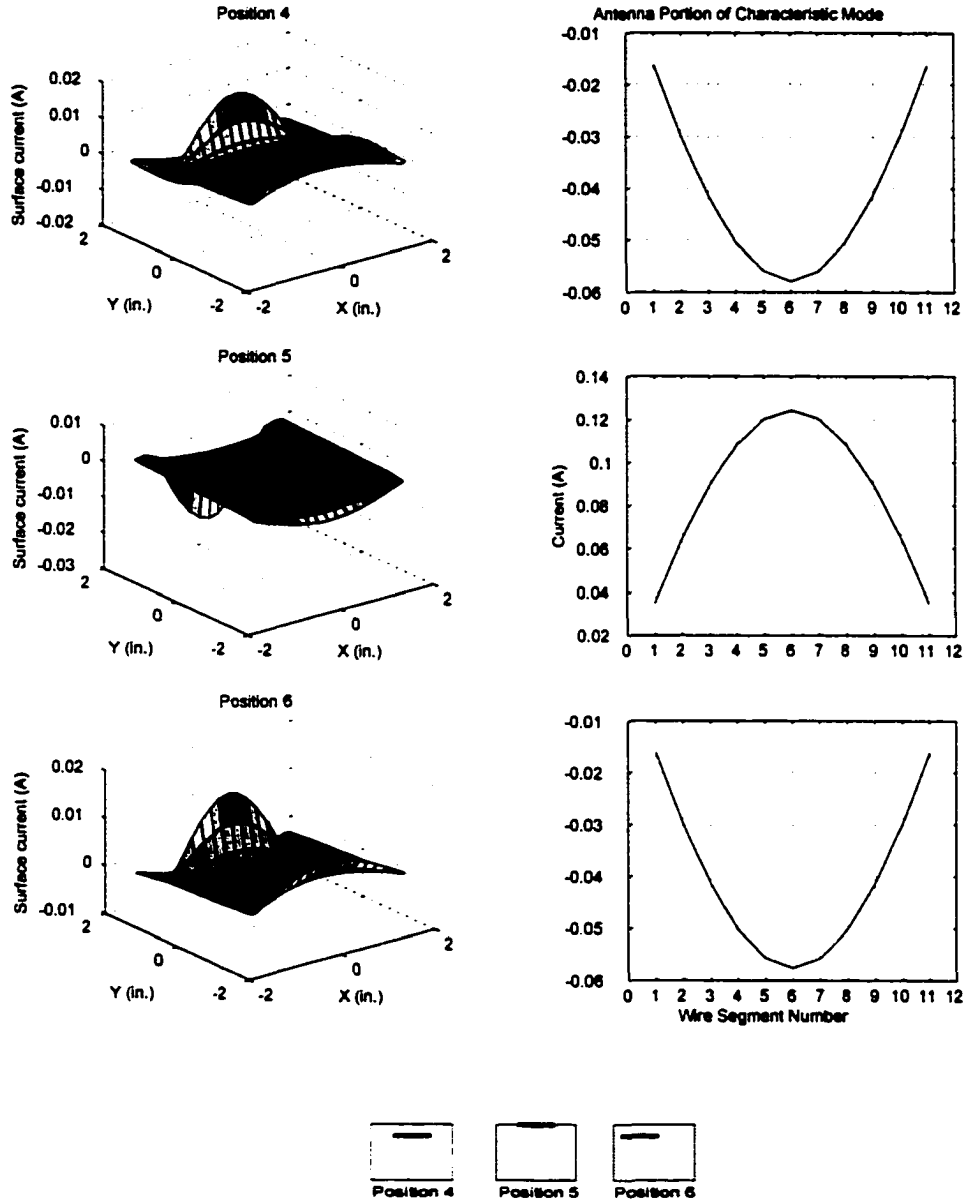 Position 4
Surface current (A)
0.02
0.01
0
-0.01
-0.02
2
0
-2
Y (in.)
-2
0
2
X (in.)
Antenna Portion of Characteristic Mode
-0.01
-0.02
-0.03
-0.04
-0.05
-0.06
0 1 2 3 4 5 6 7 8 9 10 11 12
Position 5
Surface current (A)
0.01
0
-0.01
-0.02
-0.03
2
0
-2
Y (in.)
-2
0
2
X (in.)
Current (A)
0.14
0.12
0.1
0.08
0.06
0.04
0.02
0 1 2 3 4 5 6 7 8 9 10 11 12
Position 6
Surface current (A)
0.02
0.01
0
-0.01
2
0
-2
Y (in.)
-2
0
2
X (in.)
-0.01
-0.02
-0.03
-0.04
-0.05
-0.06
0 1 2 3 4 5 6 7 8 9 10 11 12
Wire Segment Number
Position 4
Position 5
Position 6